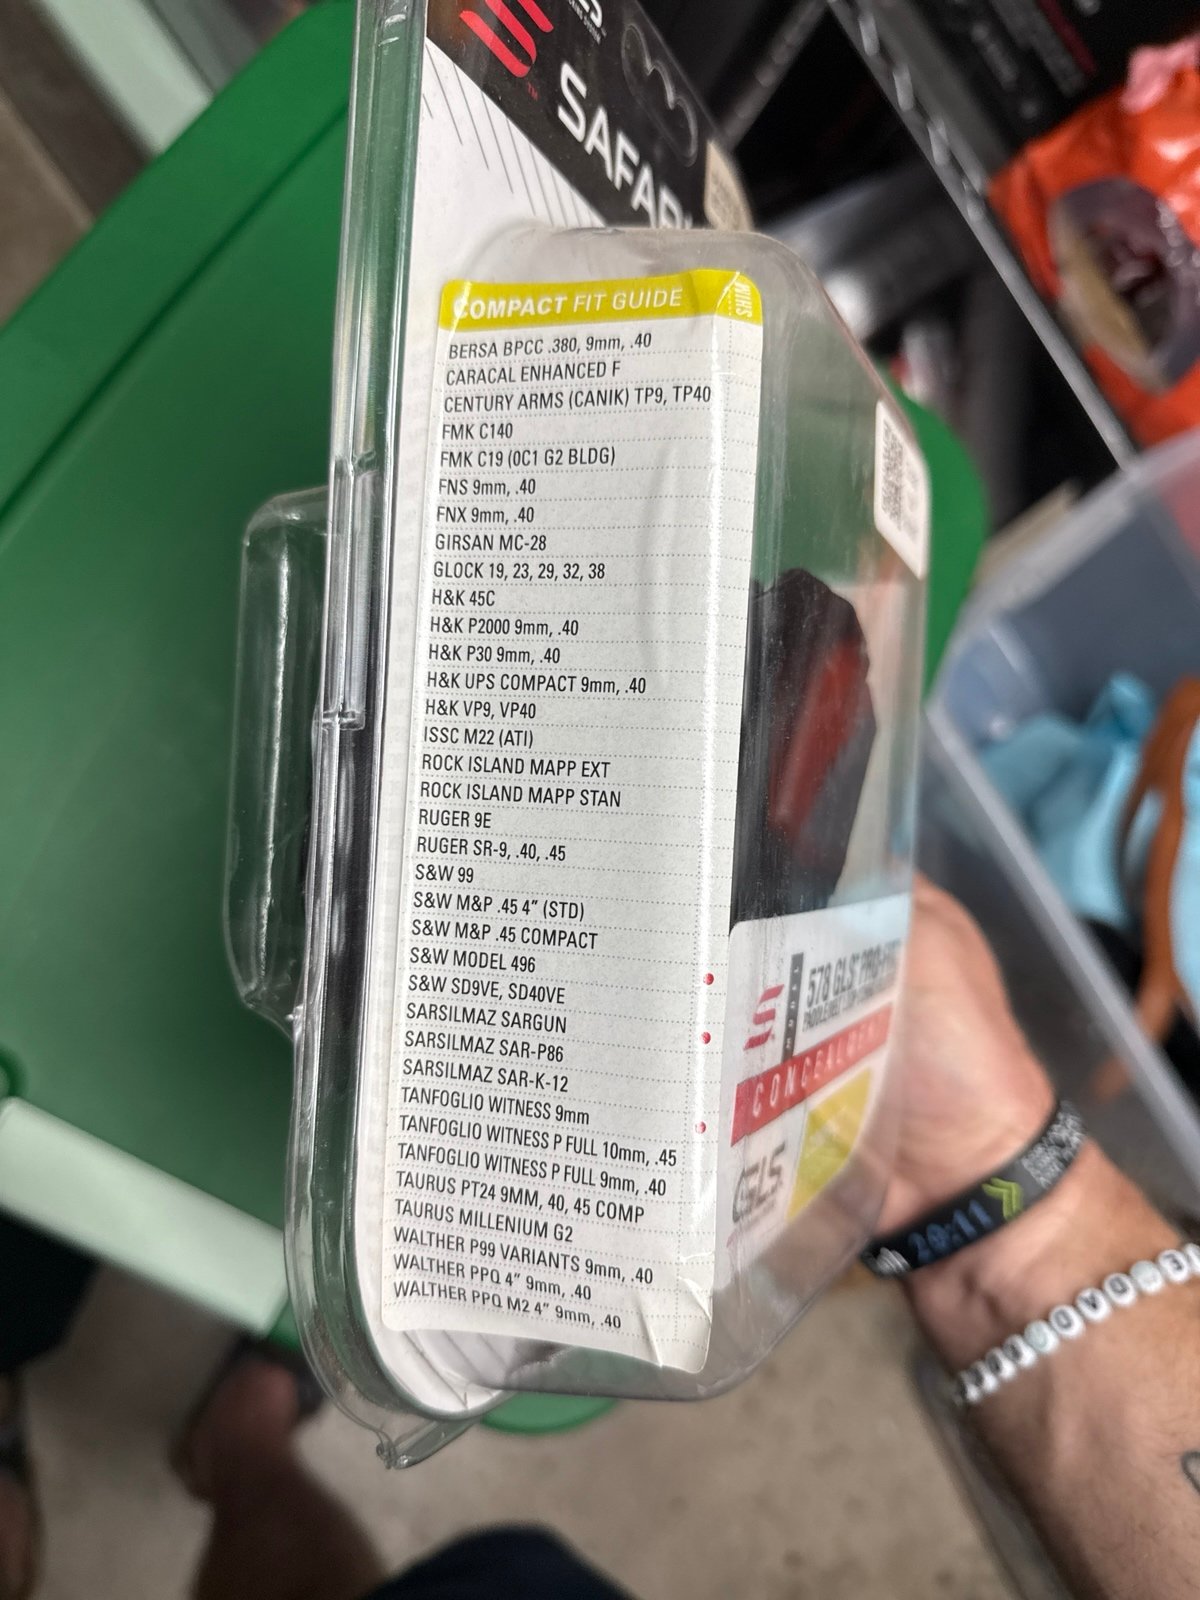 SAFARI
COMPACT FIT GUIDE
SHIM
BERSA BPCC .380, 9mm, .40
CARACAL ENHANCED F
CENTURY ARMS (CANIK) TP9, TP40
FMK C140
FMK C19 (0C1 G2 BLDG)
FNS 9mm, .40
FNX 9mm, .40
GIRSAN MC-28
GLOCK 19, 23, 29, 32, 38
H&K 45C
H&K P2000 9mm, .40
H&K P30 9mm, .40
H&K UPS COMPACT 9mm, .40
H&K VP9, VP40
ISSC M22 (ATI)
ROCK ISLAND MAPP EXT
ROCK ISLAND MAPP STAN
RUGER 9E
RUGER SR-9, .40, .45
S&W 99
S&W M&P .45 4” (STD)
S&W M&P .45 COMPACT
S&W MODEL 496
S&W SD9VE, SD40VE
SARSILMAZ SARGUN
SARSILMAZ SAR-P86
SARSILMAZ SAR-K-12
TANFOGLIO WITNESS 9mm
TANFOGLIO WITNESS P FULL 10mm, .45
TANFOGLIO WITNESS P FULL 9mm, .40
TAURUS PT24 9MM, 40, 45 COMP
TAURUS MILLENIUM G2
WALTHER P99 VARIANTS 9mm, .40
WALTHER PPQ 4” 9mm, .40
WALTHER PPQ M2 4” 9mm, .40
MODEL
578 GLS PRO-FIT
CONCEALMENT
GLS
20:11